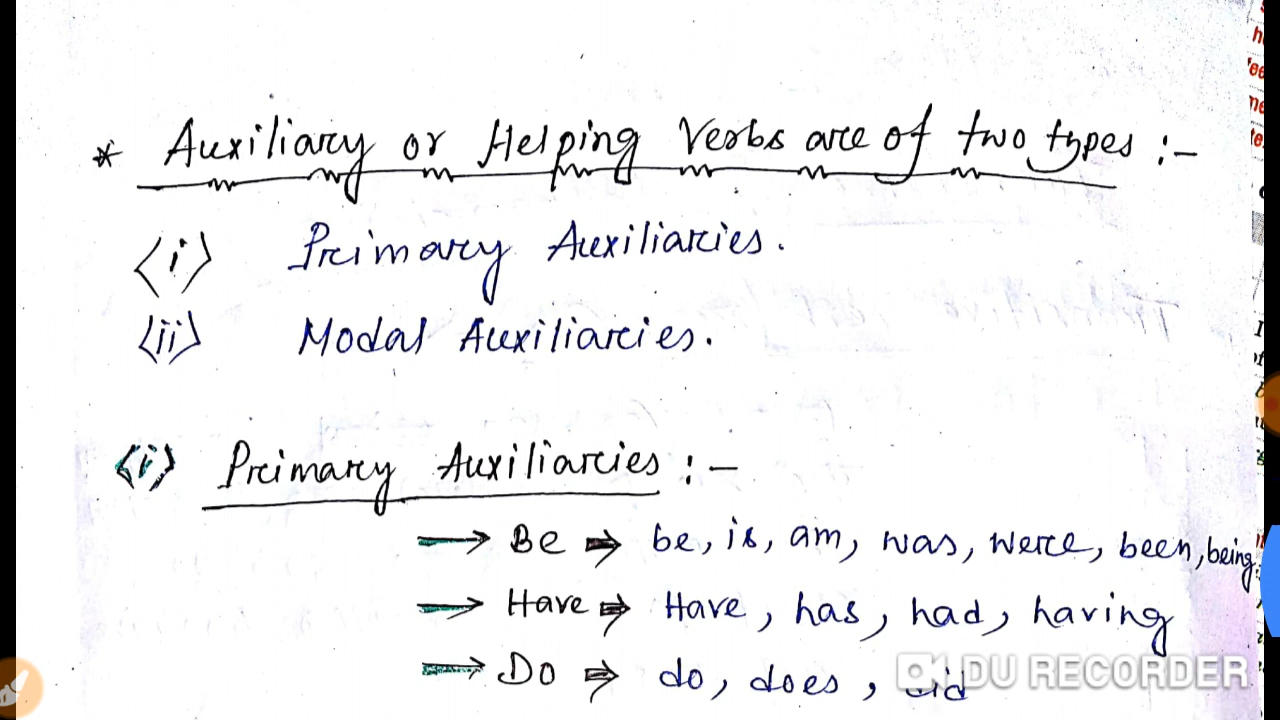 * Auxiliary or Helping Verbs are of two types :-
<i> Primary Auxiliaries.
<ii> Modal Auxiliaries.
<i> Primary Auxiliaries :-
→ Be ⇒ be, is, am, was, were, been, being
→ Have ⇒ Have, has, had, having
→ Do ⇒ do, does, did
DU RECORDER